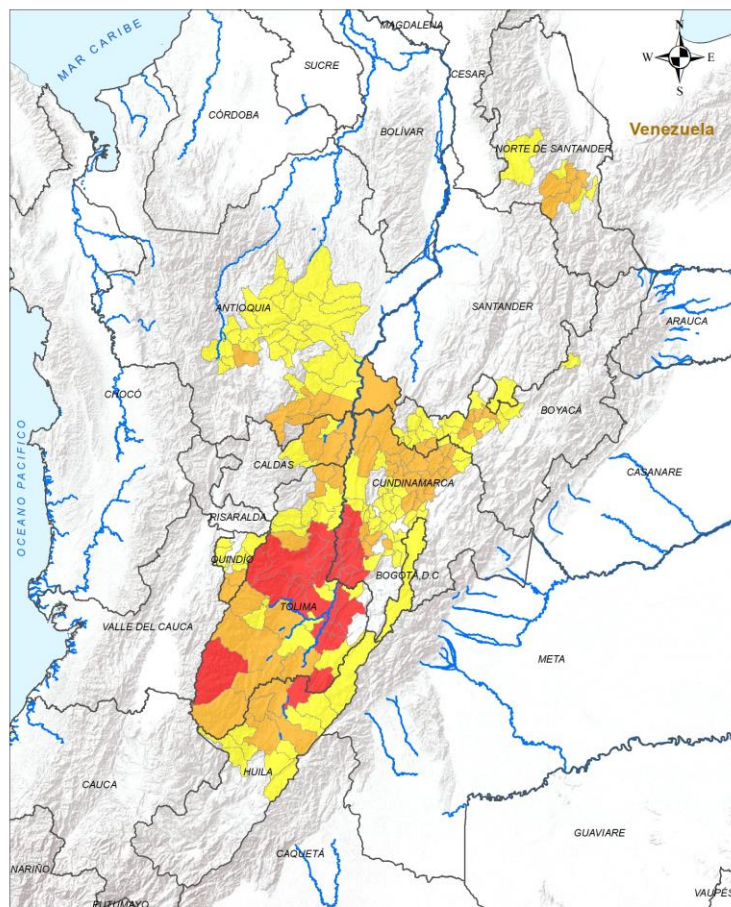 MAGDALENA
N
MAR CARIBE
W
E
SUCRE
CESAR
S
CÓRDOBA
BOLÍVAR
Venezuela
NORTE DE SANTANDER
ANTIOQUIA
SANTANDER
ARAUCA
CHOCÓ
BOYACÁ
CALDAS
CUNDINAMARCA
CASANARE
OCEANO PACIFICO
RISARALDA
QUINDÍO
BOGOTÁ, D.C
TOLIMA
VALLE DEL CAUCA
META
HUILA
CAUCA
GUAVIARE
CAQUETÁ
NARIÑO
PUTUMAYO
VAUPÉS